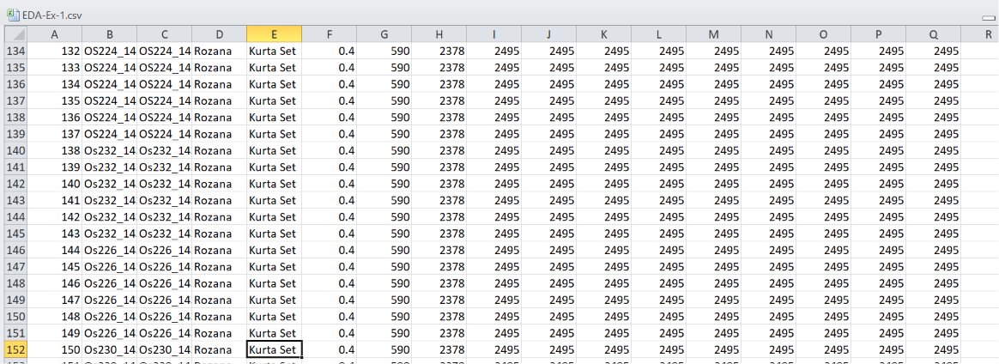 EDA-Ex-1.csv
A B C D E F G H I J K L M N O P Q R
134 132 OS224_14 OS224_14 Rozana Kurta Set 0.4 590 2378 2495 2495 2495 2495 2495 2495 2495 2495 2495
135 133 OS224_14 OS224_14 Rozana Kurta Set 0.4 590 2378 2495 2495 2495 2495 2495 2495 2495 2495 2495
136 134 OS224_14 OS224_14 Rozana Kurta Set 0.4 590 2378 2495 2495 2495 2495 2495 2495 2495 2495 2495
137 135 OS224_14 OS224_14 Rozana Kurta Set 0.4 590 2378 2495 2495 2495 2495 2495 2495 2495 2495 2495
138 136 OS224_14 OS224_14 Rozana Kurta Set 0.4 590 2378 2495 2495 2495 2495 2495 2495 2495 2495 2495
139 137 OS224_14 OS224_14 Rozana Kurta Set 0.4 590 2378 2495 2495 2495 2495 2495 2495 2495 2495 2495
140 138 Os232_14 Os232_14 Rozana Kurta Set 0.4 590 2378 2495 2495 2495 2495 2495 2495 2495 2495 2495
141 139 Os232_14 Os232_14 Rozana Kurta Set 0.4 590 2378 2495 2495 2495 2495 2495 2495 2495 2495 2495
142 140 Os232_14 Os232_14 Rozana Kurta Set 0.4 590 2378 2495 2495 2495 2495 2495 2495 2495 2495 2495
143 141 Os232_14 Os232_14 Rozana Kurta Set 0.4 590 2378 2495 2495 2495 2495 2495 2495 2495 2495 2495
144 142 Os232_14 Os232_14 Rozana Kurta Set 0.4 590 2378 2495 2495 2495 2495 2495 2495 2495 2495 2495
145 143 Os232_14 Os232_14 Rozana Kurta Set 0.4 590 2378 2495 2495 2495 2495 2495 2495 2495 2495 2495
146 144 Os226_14 Os226_14 Rozana Kurta Set 0.4 590 2378 2495 2495 2495 2495 2495 2495 2495 2495 2495
147 145 Os226_14 Os226_14 Rozana Kurta Set 0.4 590 2378 2495 2495 2495 2495 2495 2495 2495 2495 2495
148 146 Os226_14 Os226_14 Rozana Kurta Set 0.4 590 2378 2495 2495 2495 2495 2495 2495 2495 2495 2495
149 147 Os226_14 Os226_14 Rozana Kurta Set 0.4 590 2378 2495 2495 2495 2495 2495 2495 2495 2495 2495
150 148 Os226_14 Os226_14 Rozana Kurta Set 0.4 590 2378 2495 2495 2495 2495 2495 2495 2495 2495 2495
151 149 Os226_14 Os226_14 Rozana Kurta Set 0.4 590 2378 2495 2495 2495 2495 2495 2495 2495 2495 2495
152 150 Os230_14 Os230_14 Rozana Kurta Set 0.4 590 2378 2495 2495 2495 2495 2495 2495 2495 2495 2495